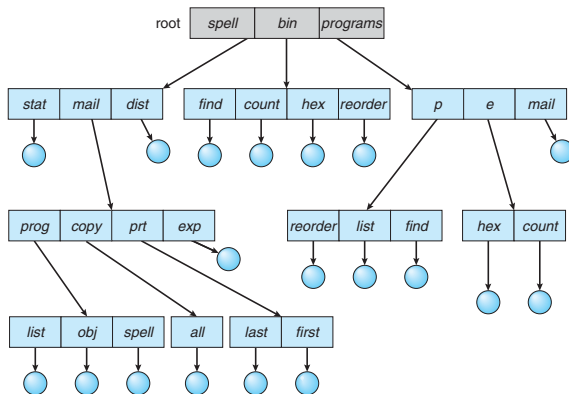 root spell bin programs
stat mail dist find count hex reorder p e mail
prog copy prt exp reorder list find hex count
list obj spell all last first